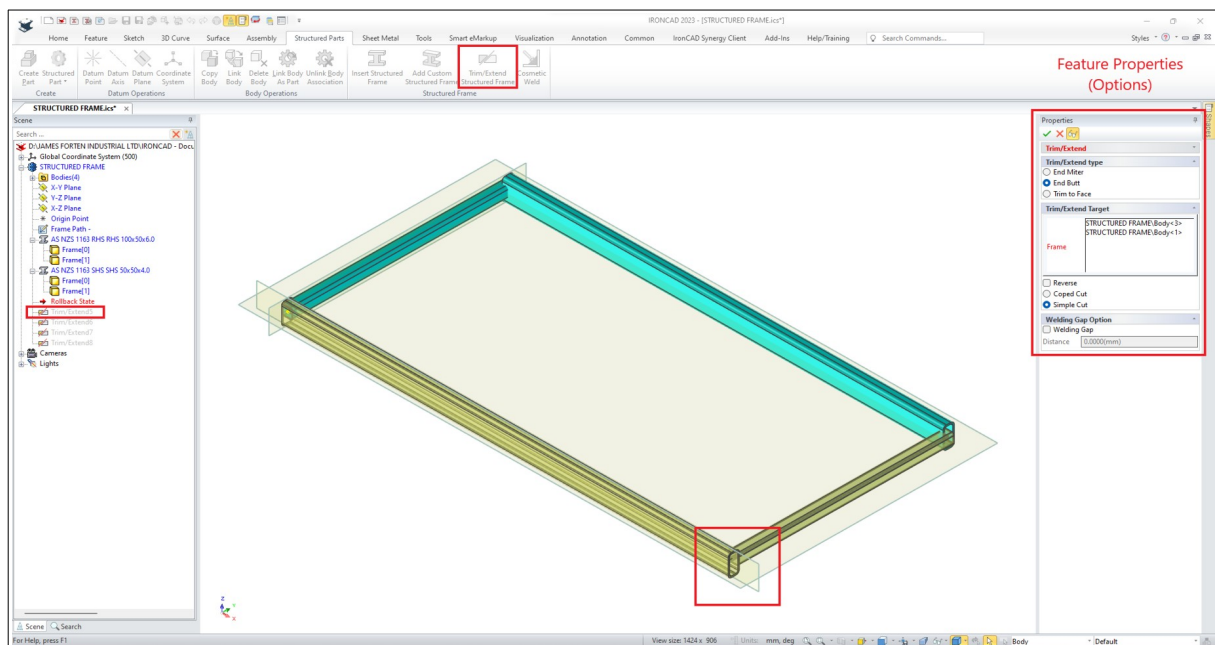 IRONCAD 2023 - [STRUCTURED FRAME.ics*]
Home Feature Sketch 3D Curve Surface Assembly Structured Parts Sheet Metal Tools Smart eMarkup Visualization Annotation Common IronCAD Synergy Client Add-Ins Help/Training Search Commands... Styles
Create Structured Datum Datum Datum Coordinate Copy Link Delete Link Body Unlink Body Insert Structured Add Custom Trim/Extend Cosmetic
Part Part Point Axis Plane System Body Body Body As Part Association Frame Structured Frame Structured Frame Weld
Create Datum Operations Body Operations Structured Frame
Feature Properties
(Options)
STRUCTURED FRAME.ics* ×
Scene
Search ...
D:\JAMES FORTEN INDUSTRIAL LTD\IRONCAD - Docu
Global Coordinate System (500)
STRUCTURED FRAME
Bodies(4)
X-Y Plane
Y-Z Plane
X-Z Plane
Origin Point
Frame Path -
AS NZS 1163 RHS RHS 100x50x6.0
Frame[0]
Frame[1]
AS NZS 1163 SHS SHS 50x50x4.0
Frame[0]
Frame[1]
Rollback State
Trim/Extend5
Trim/Extend6
Trim/Extend7
Trim/Extend8
Cameras
Lights
Shapes
Properties
Trim/Extend
Trim/Extend type
End Miter
End Butt
Trim to Face
Trim/Extend Target
STRUCTURED FRAME\Body<3>
STRUCTURED FRAME\Body<1>
Frame
Reverse
Coped Cut
Simple Cut
Welding Gap Option
Welding Gap
Distance 0.0000(mm)
Z
Y
X
Scene Search
For Help, press F1 View size: 1424 x 906 Units: mm, deg Body Default